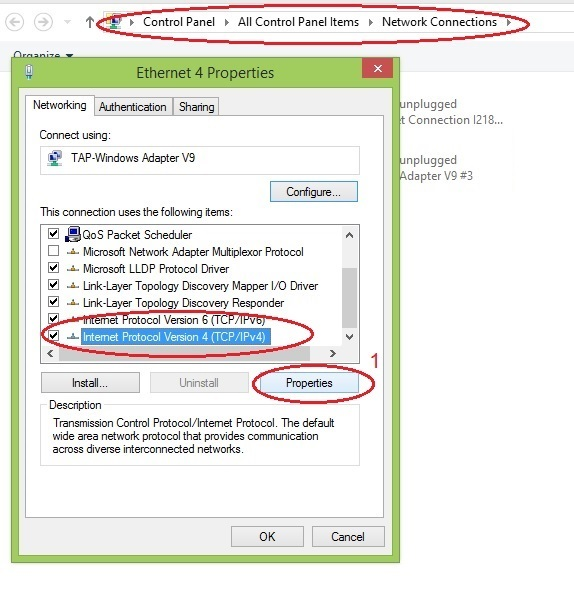 Control Panel Ã All Control Panel Items Network Connections
Organize
Ethernet 4 Properties
unplugged
et Connection I218...
unplugged
Adapter V9 #3
Networking Authentication Sharing
Connect using:
TAP-Windows Adapter V9
Configure...
This connection uses the following items:
QoS Packet Scheduler
Microsoft Network Adapter Multiplexor Protocol
Microsoft LLDP Protocol Driver
Link-Layer Topology Discovery Mapper I/O Driver
Link-Layer Topology Discovery Responder
Internet Protocol Version 6 (TCP/IPv6)
Internet Protocol Version 4 (TCP/IPv4)
1
Install... Uninstall Properties
Description
Transmission Control Protocol/Internet Protocol. The default
wide area network protocol that provides communication
across diverse interconnected networks.
OK Cancel